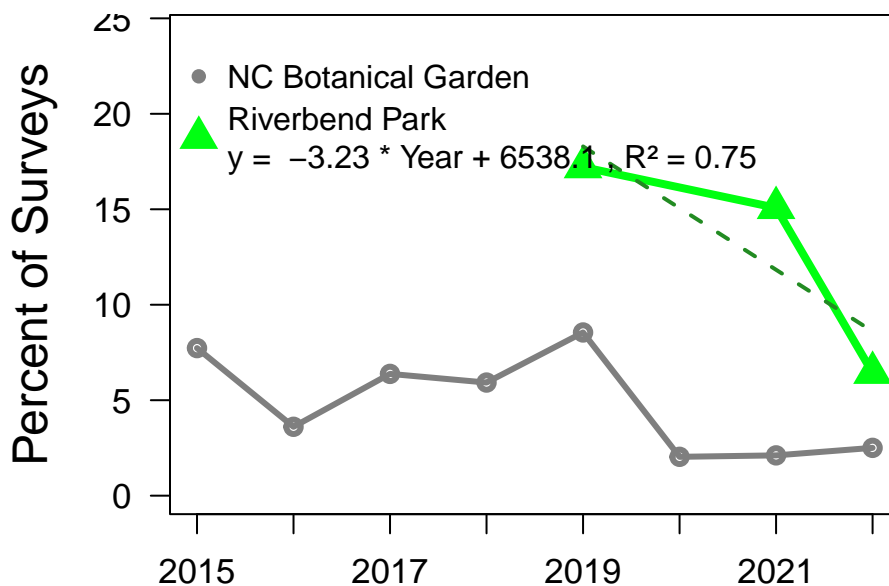 Percent of Surveys
25
20
15
10
5
0
NC Botanical Garden
Riverbend Park
y =  −3.23 * Year + 6538.1 , R² = 0.75
2015
2017
2019
2021